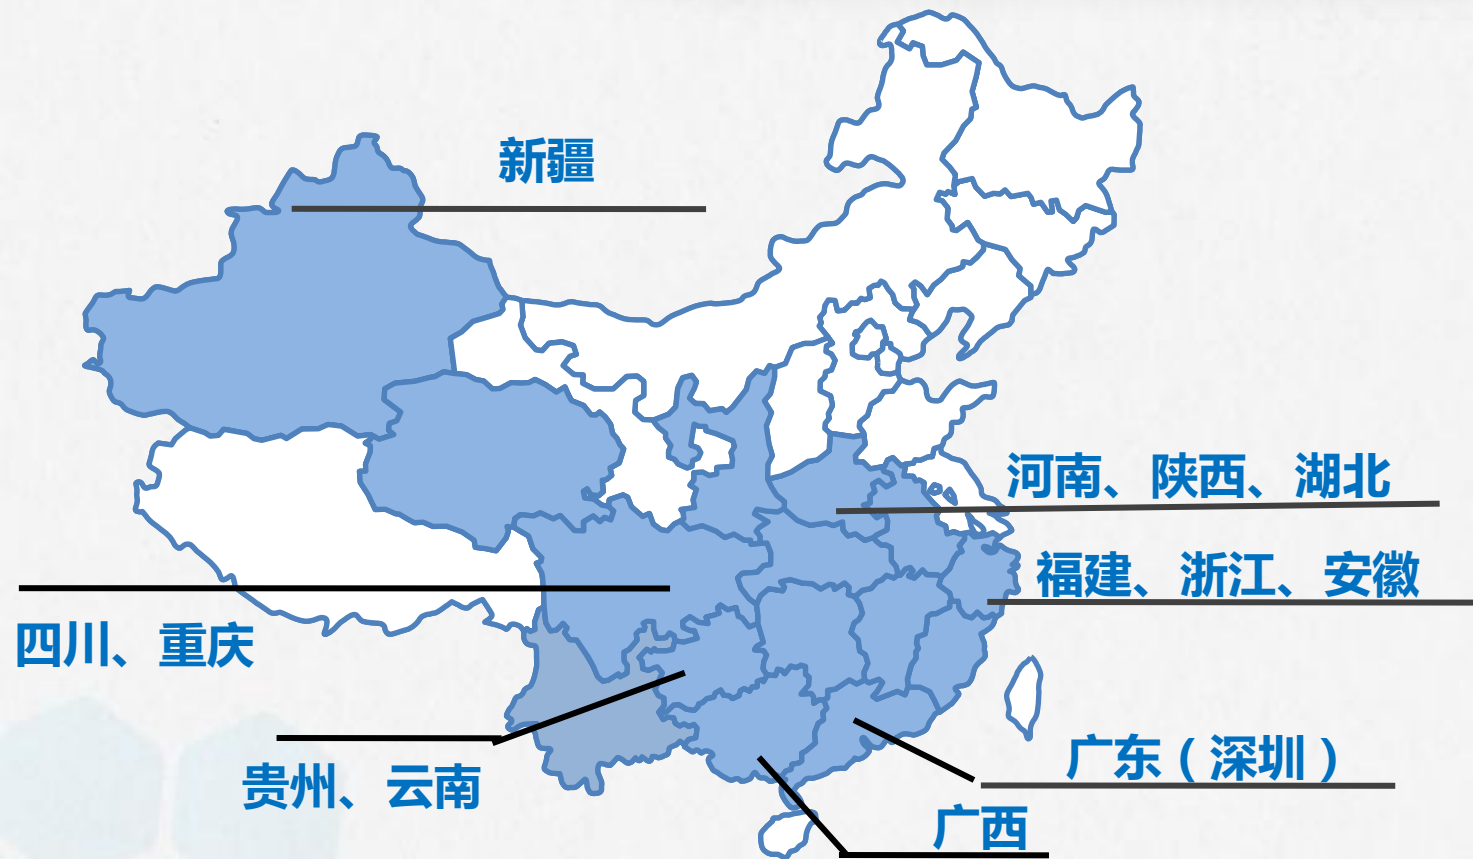 新疆
河南、陕西、湖北
福建、浙江、安徽
四川、重庆
广东（深圳）
贵州、云南
广西